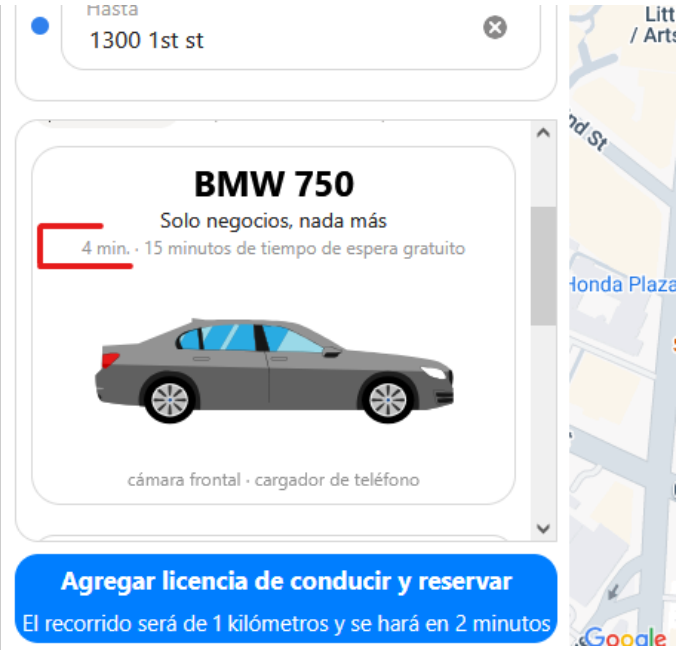 Hasta
1300 1st st
BMW 750
Solo negocios, nada más
4 min. · 15 minutos de tiempo de espera gratuito
cámara frontal · cargador de teléfono
Agregar licencia de conducir y reservar
El recorrido será de 1 kilómetros y se hará en 2 minutos
Litt
/ Arts
nd St
Honda Plaza
Google